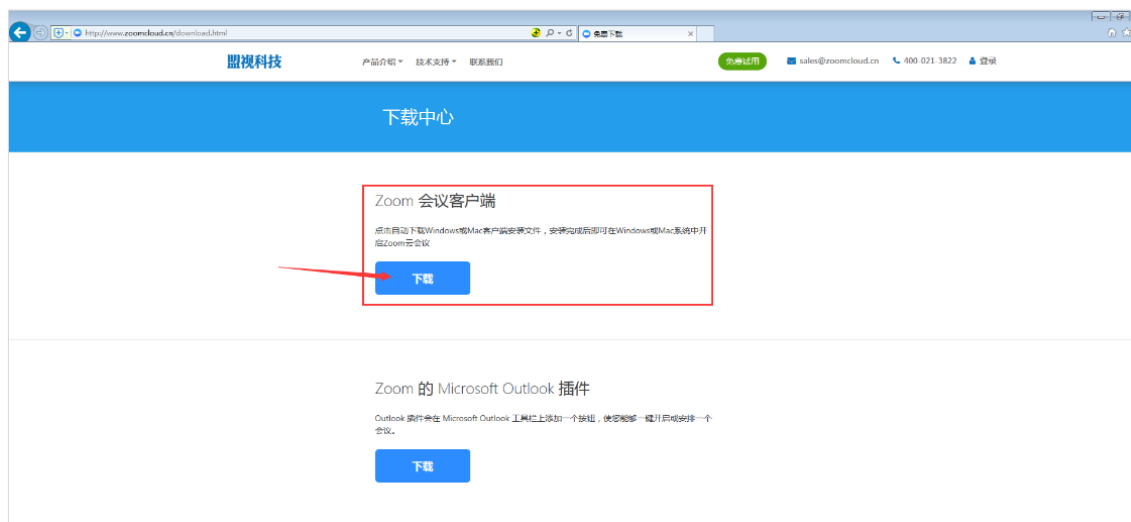 http://www.zoomcloud.cn/download.html
免费下载
盟视科技 产品介绍 技术支持 联系我们 免费试用 sales@zoomcloud.cn 400-021-3822 登录
下载中心
Zoom 会议客户端
点击自动下载Windows或Mac客户端安装文件，安装完成后即可在Windows或Mac系统中开
启Zoom云会议
下载
Zoom 的 Microsoft Outlook 插件
Outlook 插件会在 Microsoft Outlook 工具栏上添加一个按钮，使您能够一键开启或安排一个
会议。
下载